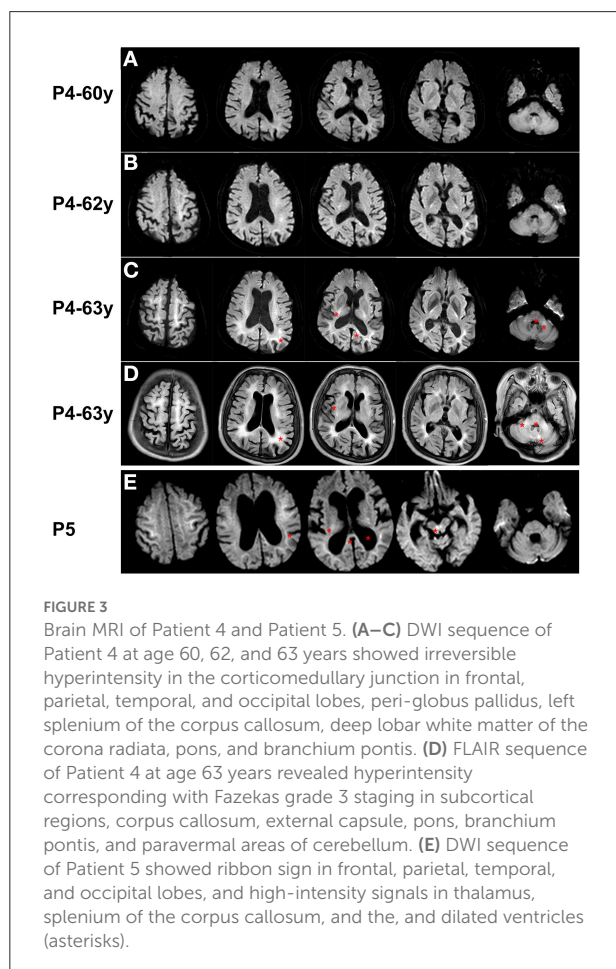 A
P4-60y
B
P4-62y
C
P4-63y
D
P4-63y
E
P5
FIGURE 3
Brain MRI of Patient 4 and Patient 5. (A–C) DWI sequence of
Patient 4 at age 60, 62, and 63 years showed irreversible
hyperintensity in the corticomedullary junction in frontal,
parietal, temporal, and occipital lobes, peri-globus pallidus, left
splenium of the corpus callosum, deep lobar white matter of the
corona radiata, pons, and branchium pontis. (D) FLAIR sequence
of Patient 4 at age 63 years revealed hyperintensity
corresponding with Fazekas grade 3 staging in subcortical
regions, corpus callosum, external capsule, pons, branchium
pontis, and paravermal areas of cerebellum. (E) DWI sequence
of Patient 5 showed ribbon sign in frontal, parietal, temporal,
and occipital lobes, and high-intensity signals in thalamus,
splenium of the corpus callosum, and the, and dilated ventricles
(asterisks).